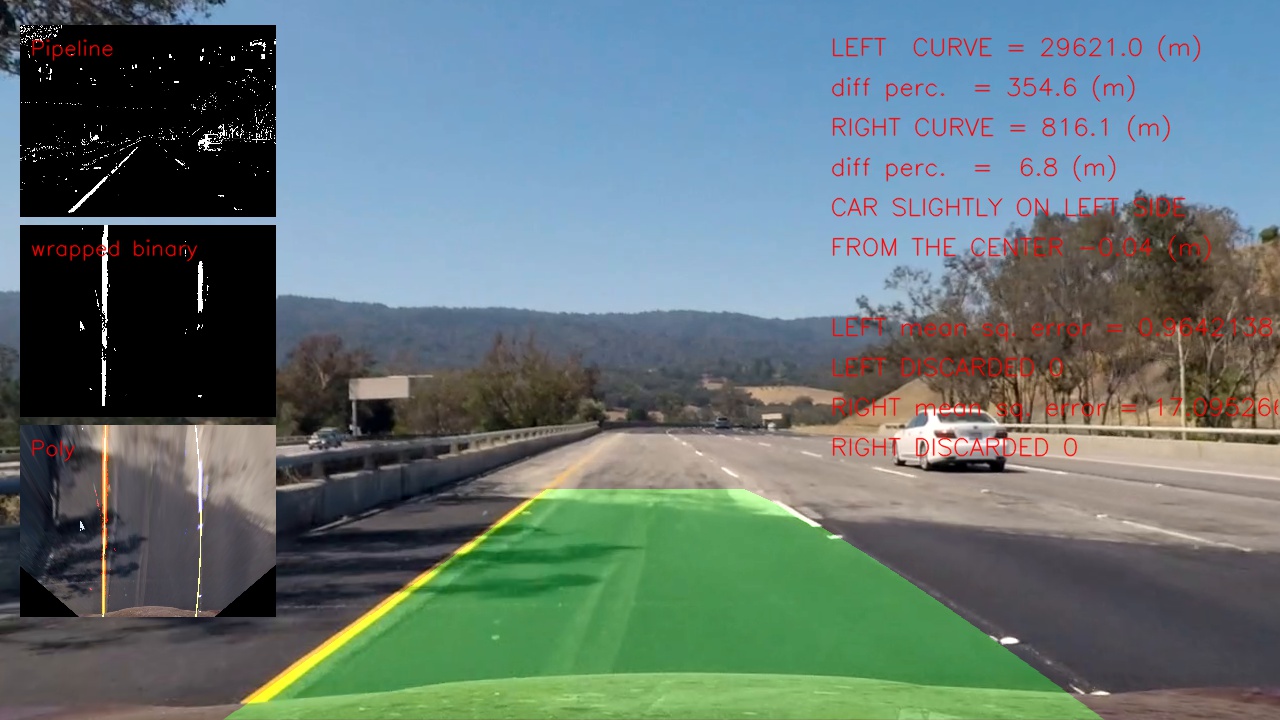 Pipeline
wrapped binary
Poly
LEFT CURVE = 29621.0 (m)
diff perc. = 354.6 (m)
RIGHT CURVE = 816.1 (m)
diff perc. = 6.8 (m)
CAR SLIGHTLY ON LEFT SIDE
FROM THE CENTER -0.04 (m)
LEFT mean sq. error = 0.9642138
LEFT DISCARDED 0
RIGHT mean sq. error = 17.095266
RIGHT DISCARDED 0